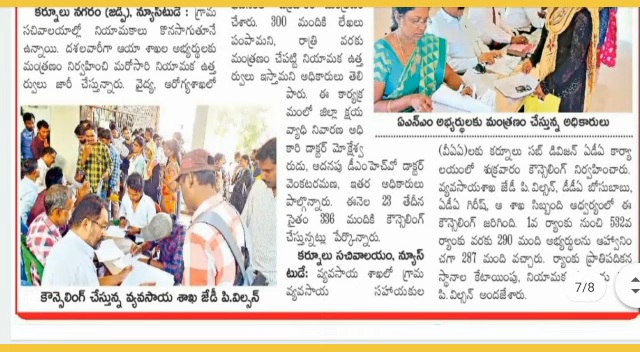 కర్నూలు నగరం (జడ్పీ), న్యూస్‌టుడే : గ్రామ
సచివాలయాల్లో నియామకాలు కొనసాగుతూనే
ఉన్నాయి. దశలవారీగా ఆయా శాఖల అభ్యర్థులకు
మంత్రణం నిర్వహించి మరోసారి నియామక ఉత్త
ర్వులు జారీ చేస్తున్నారు. వైద్య, ఆరోగ్యశాఖలో
కౌన్సెలింగ్ చేస్తున్న వ్యవసాయ శాఖ జేడీ పి.విల్సన్
చేశారు. 300 మందికి లేఖలు
పంపామని, రాత్రి వరకు
మంత్రణం చేపట్టి నియామక ఉత్త
ర్వులు ఇస్తామని అధికారులు తెలి
పారు. ఈ కార్యక్ర
మంలో జిల్లా క్షయ
వ్యాధి నివారణ అధి
కారి డాక్టర్ మోక్షేశ్వ
రుడు, అదనపు డీఎంహెచ్‌వో డాక్టర్
వెంకటరమణ, ఇతర అధికారులు
పాల్గొన్నారు. ఈనెల 23 తేదీన
సైతం 336 మందికి కౌన్సెలింగ్
చేస్తున్నట్లు పేర్కొన్నారు.
కర్నూలు సచివాలయం, న్యూస్
టుడే: వ్యవసాయ శాఖలో గ్రామ
వ్యవసాయ సహాయకుల
ఏఎన్ఎం అభ్యర్థులకు మంత్రణం చేస్తున్న అధికారులు
(వీఏఏ)లకు కర్నూలు సబ్ డివిజన్ ఏడీఏ కార్యా
లయంలో శుక్రవారం కౌన్సెలింగ్ నిర్వహించారు.
వ్యవసాయశాఖ జేడీ పి.విల్సన్, డీడీఏ బోసుబాబు,
ఏడీఏ గిరీష్, ఆ శాఖ సిబ్బంది ఆధ్వర్యంలో ఈ
కౌన్సెలింగ్ జరిగింది. 1వ ర్యాంకు నుంచి 592వ
ర్యాంకు వరకు 290 మంది అభ్యర్థులను ఆహ్వానిం
చగా 287 మంది వచ్చారు. ర్యాంకు ప్రాతిపదికన
స్థానాల కేటాయింపు, నియామక
పి.విల్సన్ అందజేశారు.
7/8